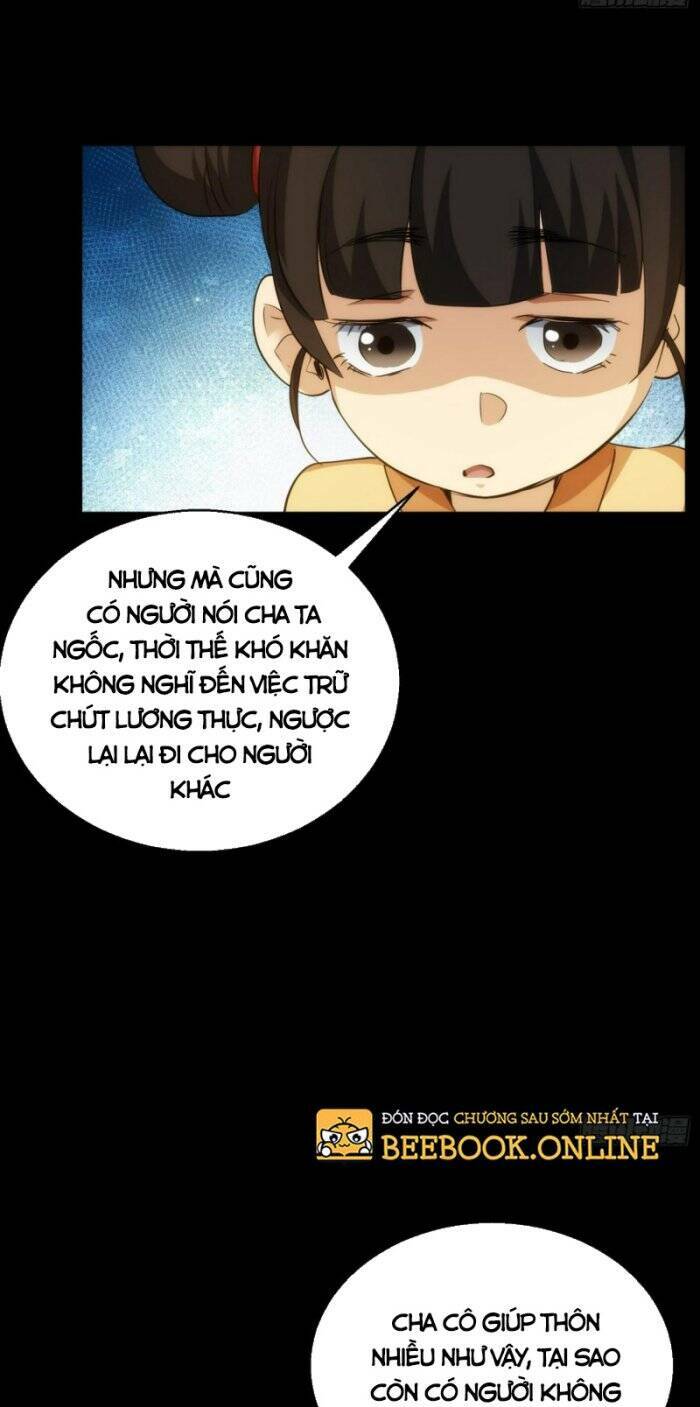 NHƯNG MÀ CŨNG
CÓ NGƯỜI NÓI CHA TA
NGỐC, THỜI THẾ KHÓ KHĂN
KHÔNG NGHĨ ĐẾN VIỆC TRỮ
CHÚT LƯƠNG THỰC, NGƯỢC
LẠI LẠI ĐI CHO NGƯỜI
KHÁC
ĐÓN ĐỌC CHƯƠNG SAU SỚM NHẤT TẠI
BEEBOOK.ONLINE
CHA CÔ GIÚP THÔN
NHIỀU NHƯ VẬY, TẠI SAO
CÒN CÓ NGƯỜI KHÔNG